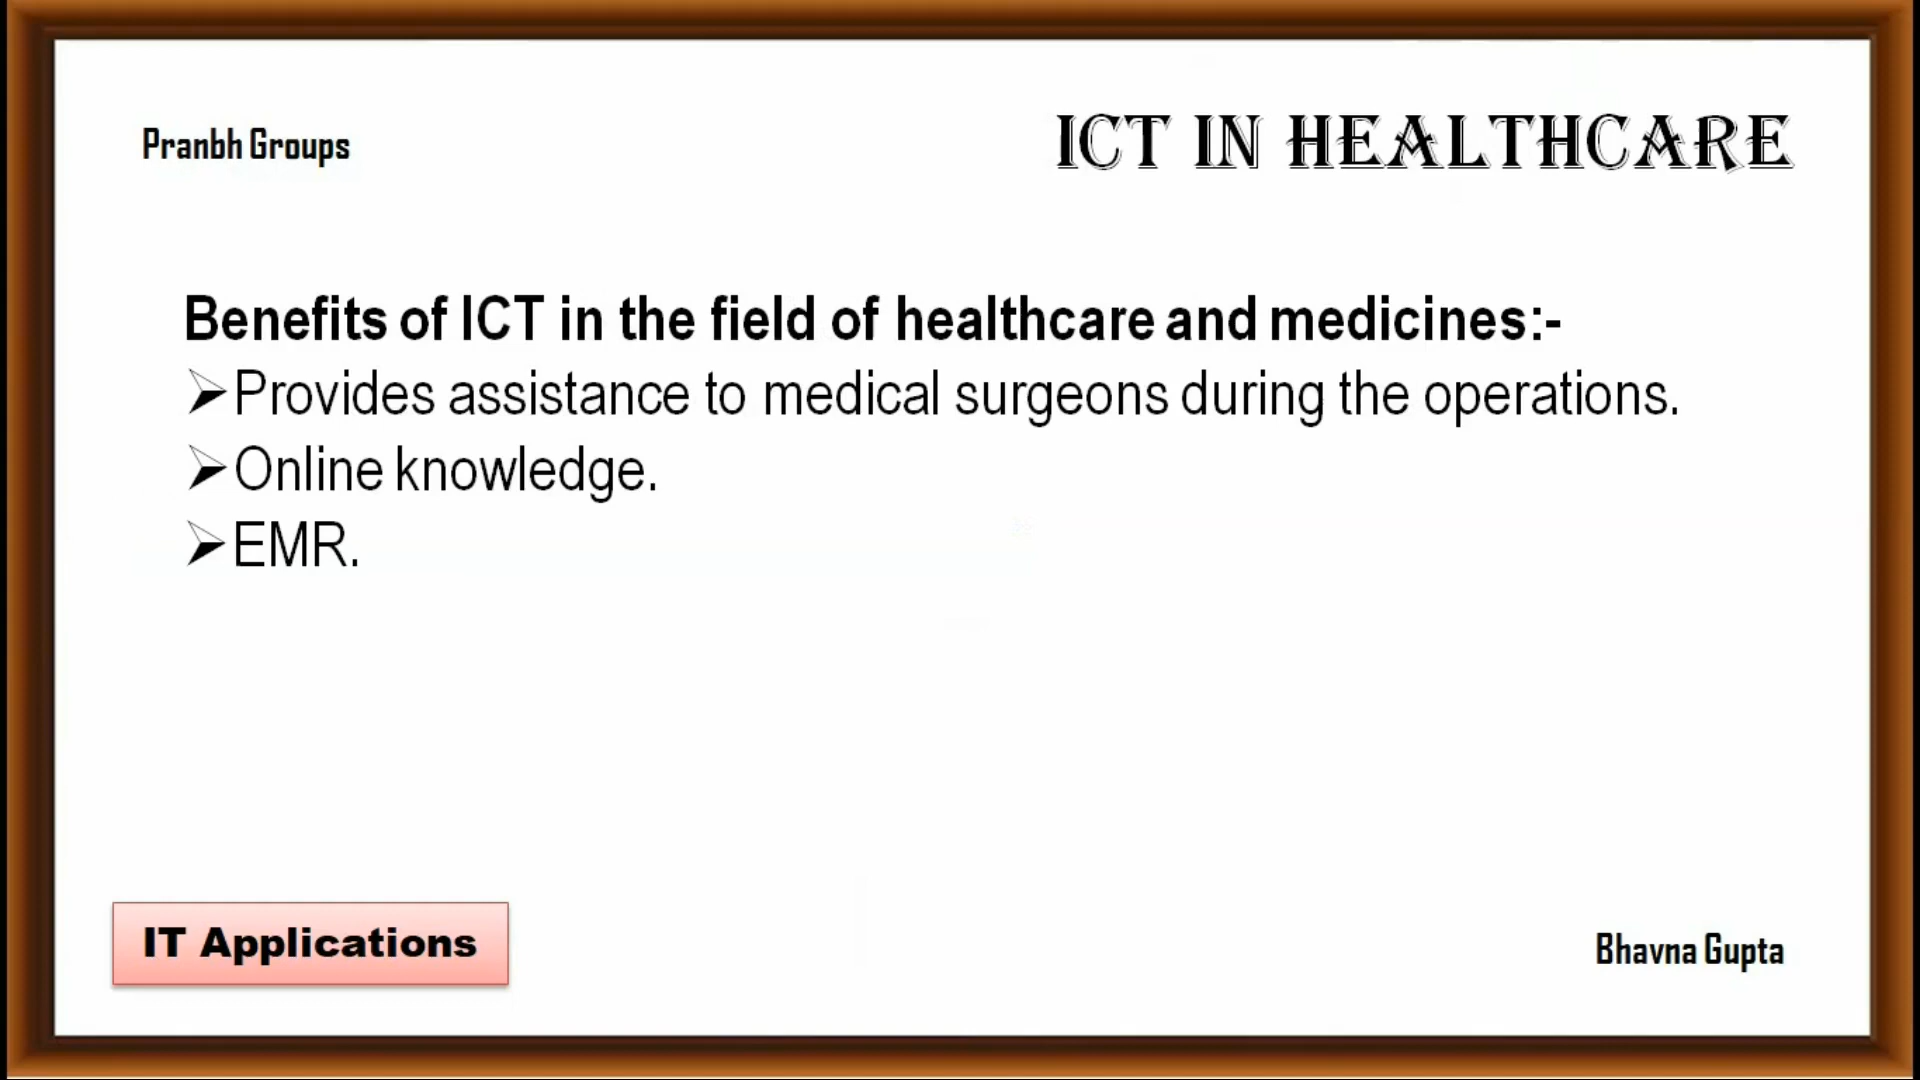 Pranbh Groups
ICT IN HEALTHCARE
Benefits of ICT in the field of healthcare and medicines:-
➢Provides assistance to medical surgeons during the operations.
➢Online knowledge.
➢EMR.
IT Applications
Bhavna Gupta